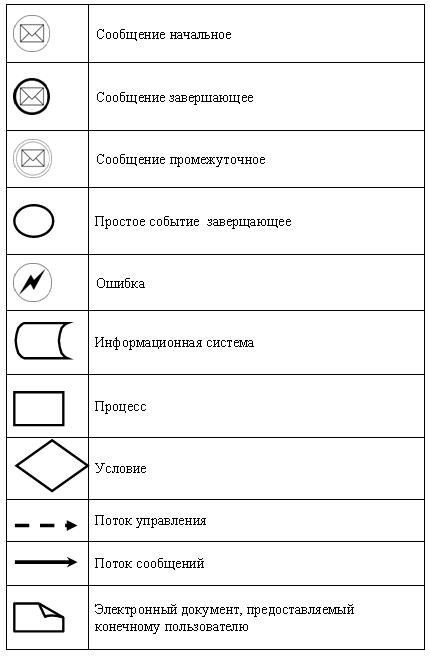 Сообщение начальное
Сообщение завершающее
Сообщение промежуточное
Простое событие заверщающее
Ошибка
Информационная система
Процесс
Условие
Поток управления
Поток сообщений
Электронный документ, предоставляемый
конечному пользователю